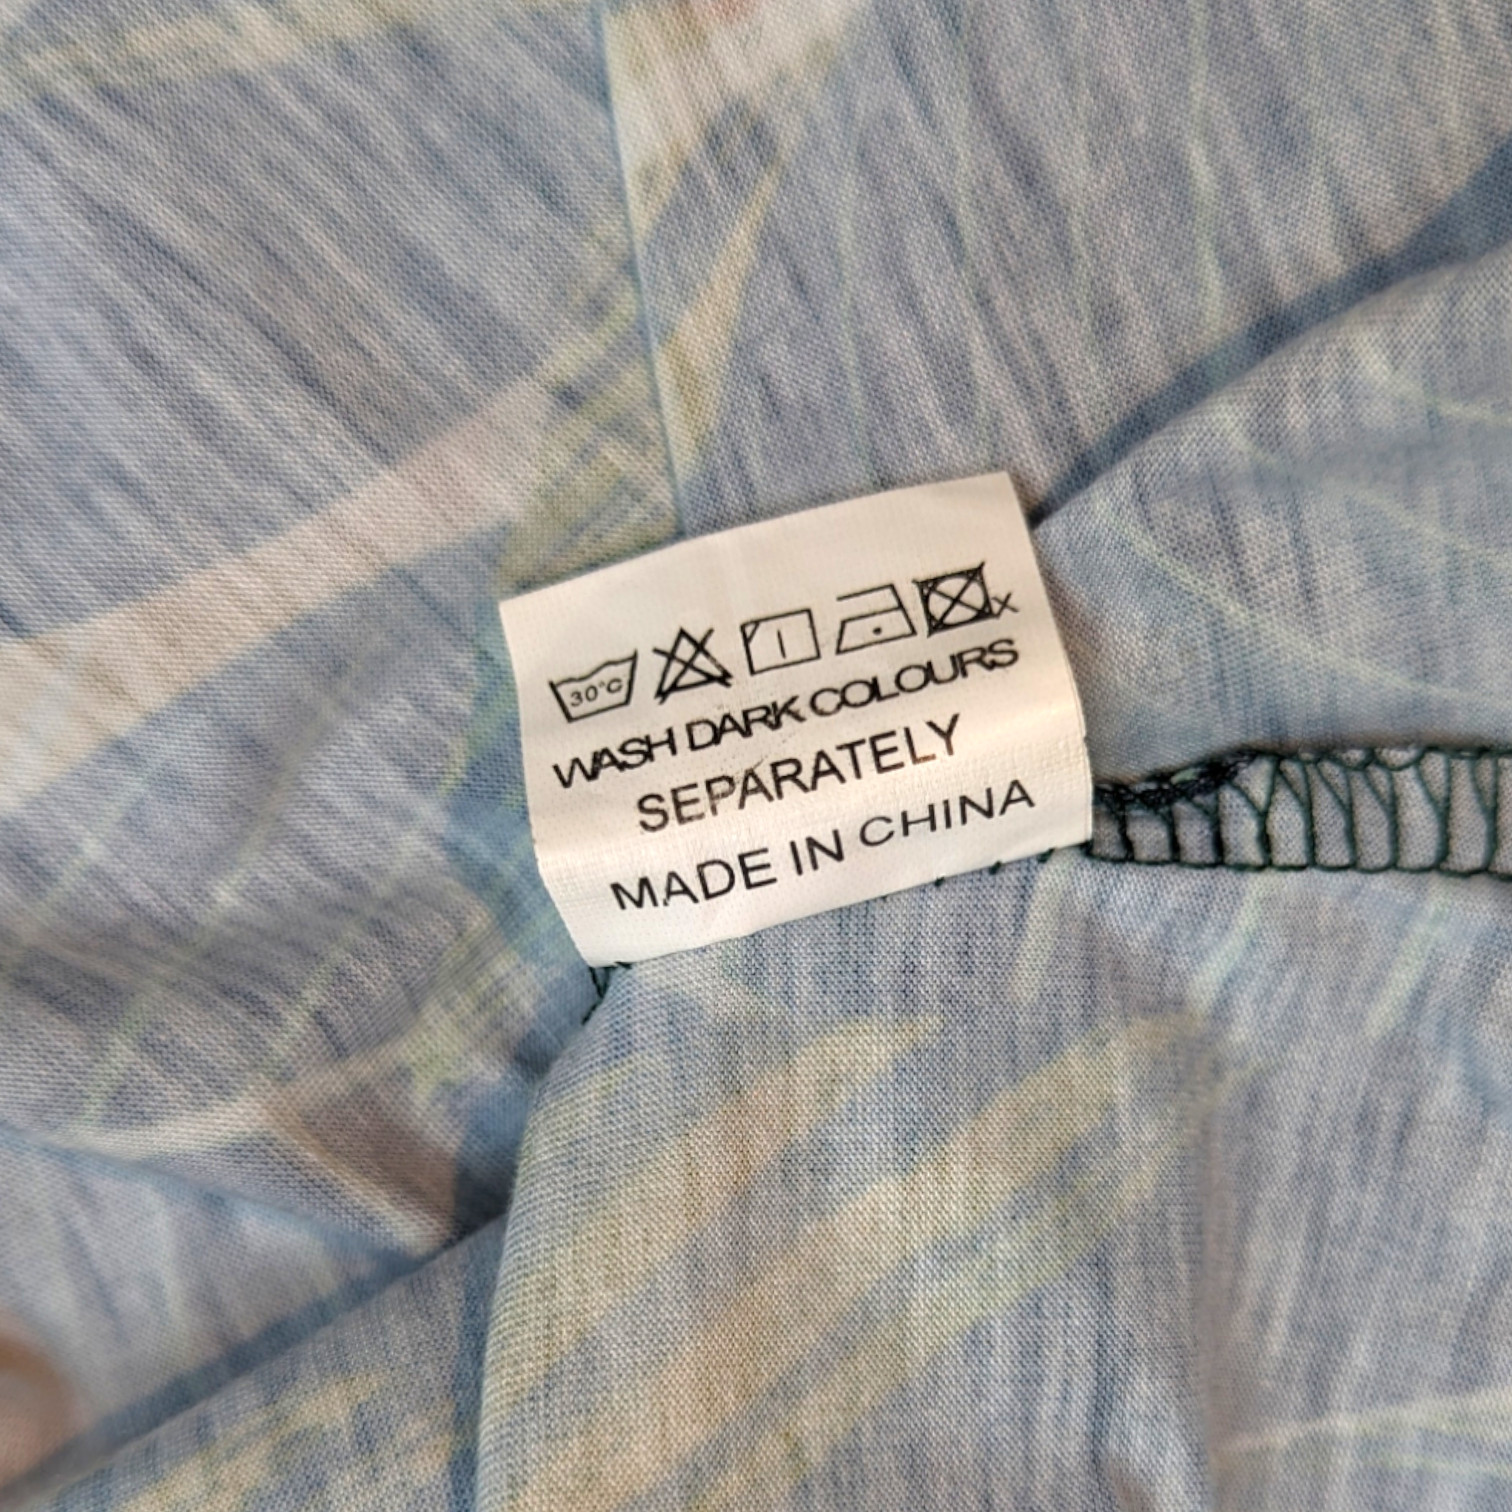 30°C
WASH DARK COLOURS
SEPARATELY
MADE IN CHINA